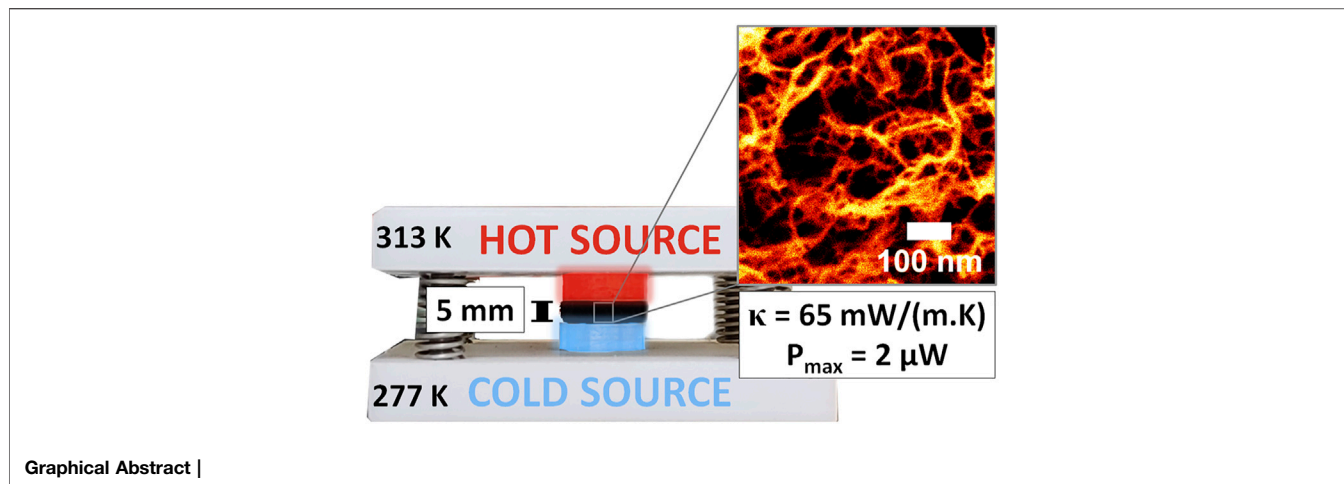 313 K HOT SOURCE
5 mm
277 K COLD SOURCE
100 nm
κ = 65 mW/(m.K)
Pmax = 2 μW
Graphical Abstract |